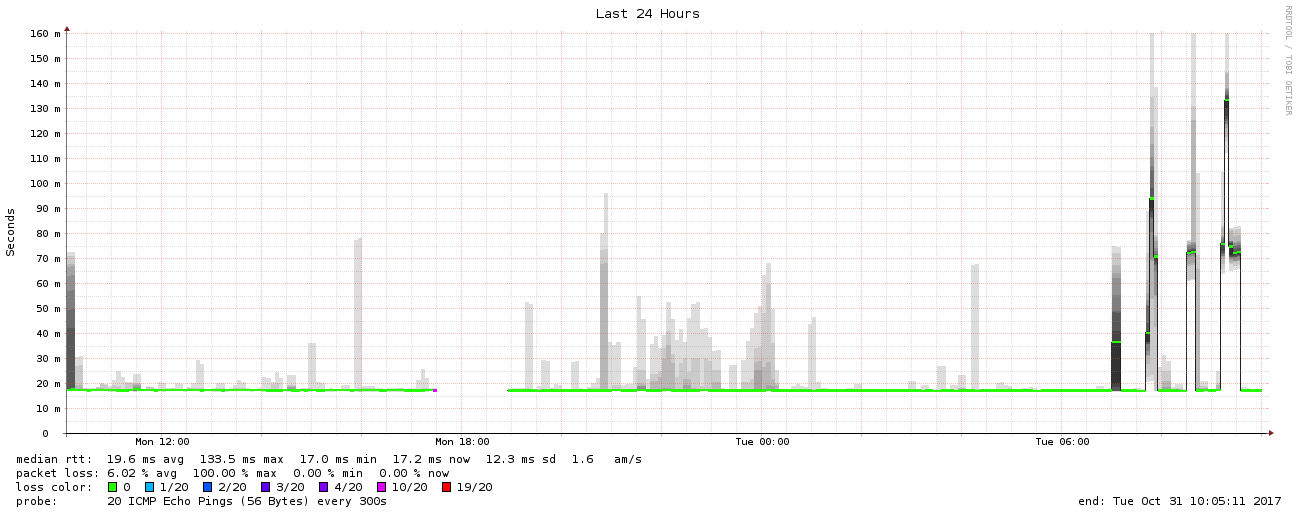 Last 24 Hours
RRDTOOL / TOBI OETIKER
Seconds
160 m
150 m
140 m
130 m
120 m
110 m
100 m
90 m
80 m
70 m
60 m
50 m
40 m
30 m
20 m
10 m
0
Mon 12:00 Mon 18:00 Tue 00:00 Tue 06:00
median rtt: 19.6 ms avg 133.5 ms max 17.0 ms min 17.2 ms now 12.3 ms sd 1.6 am/s
packet loss: 6.02 % avg 100.00 % max 0.00 % min 0.00 % now
loss color: 0 1/20 2/20 3/20 4/20 10/20 19/20
probe: 20 ICMP Echo Pings (56 Bytes) every 300s end: Tue Oct 31 10:05:11 2017